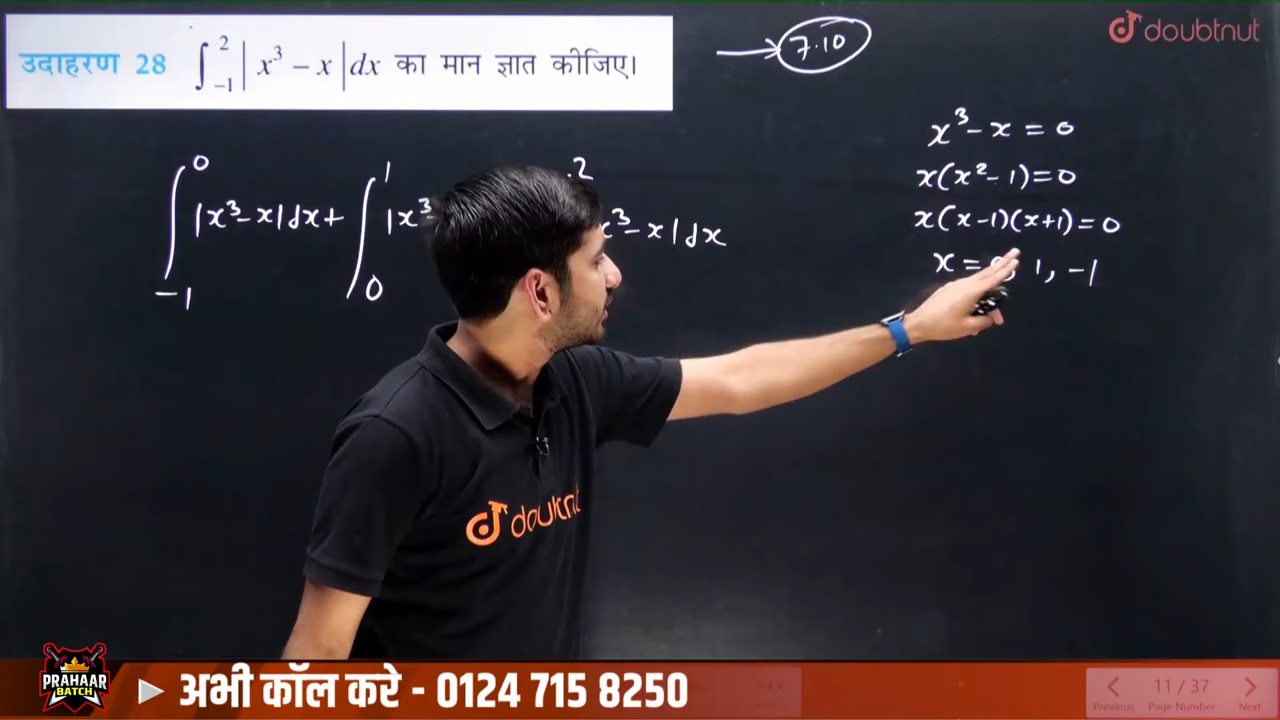 उदाहरण 28 ∫₋₁² | x³ – x | dx का मान ज्ञात कीजिए।
7.10
doubtnut
x³ - x = 0
x(x² - 1) = 0
x(x - 1)(x + 1) = 0
x = 0, 1, -1
∫₋₁⁰ |x³ - x| dx + ∫₀¹ |x³ 2 x³ - x| dx
doubtnut
PRAHAAR
BATCH
अभी कॉल करे - 0124 715 8250
11 / 37
Previous Page Number Next